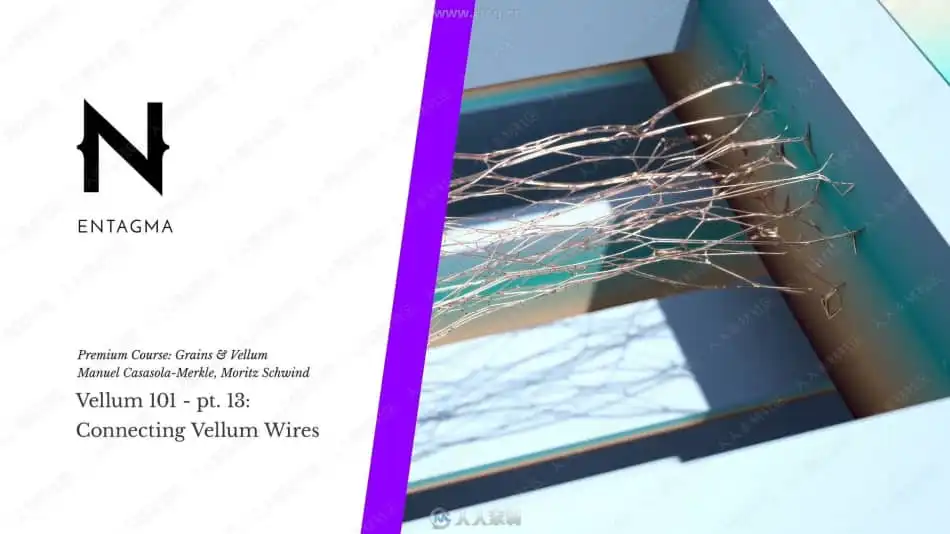 ENTAGMA
Premium Course: Grains & Vellum
Manuel Casasola-Merkle, Moritz Schwind
Vellum 101 - pt. 13:
Connecting Vellum Wires
人人素材